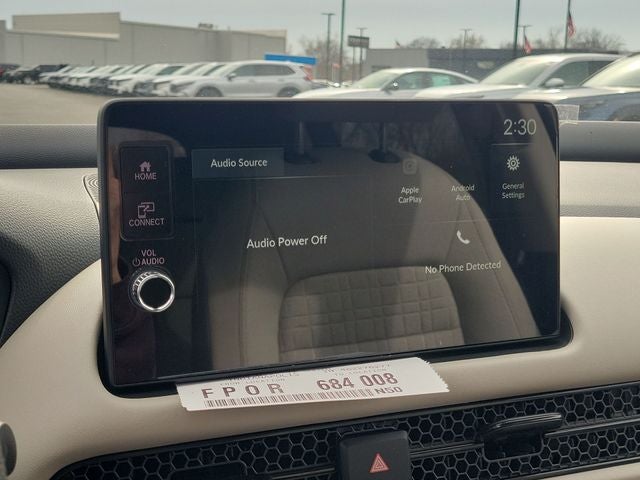 2:30
HOME
CONNECT
VOL
AUDIO
Audio Source
Apple
CarPlay
Android
Auto
General
Settings
Audio Power Off
No Phone Detected
FPOR 684 008
NSO